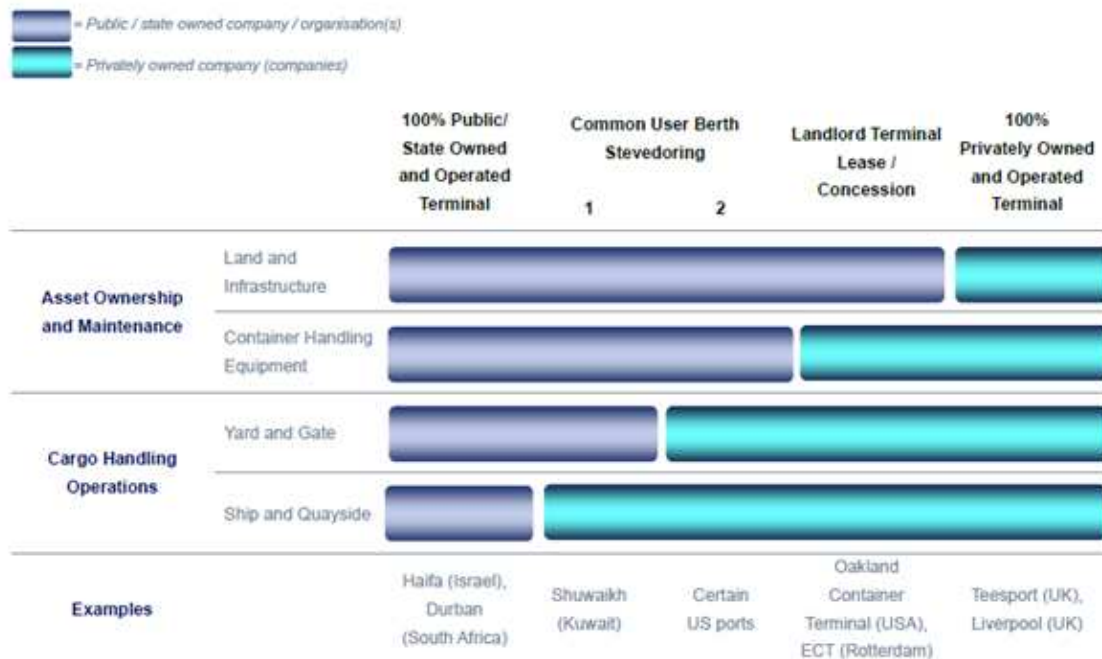 = Public / state owned company / organisation(s)
= Privately owned company (companies)
100% Public/
State Owned
and Operated
Terminal
Common User Berth
Stevedoring
1
2
Landlord Terminal
Lease /
Concession
100%
Privately Owned
and Operated
Terminal
Asset Ownership
and Maintenance
Land and
Infrastructure
Container Handling
Equipment
Cargo Handling
Operations
Yard and Gate
Ship and Quayside
Examples
Haifa (Israel),
Durban
(South Africa)
Shuwaikh
(Kuwait)
Certain
US ports
Oakland
Container
Terminal (USA),
ECT (Rotterdam)
Teesport (UK),
Liverpool (UK)